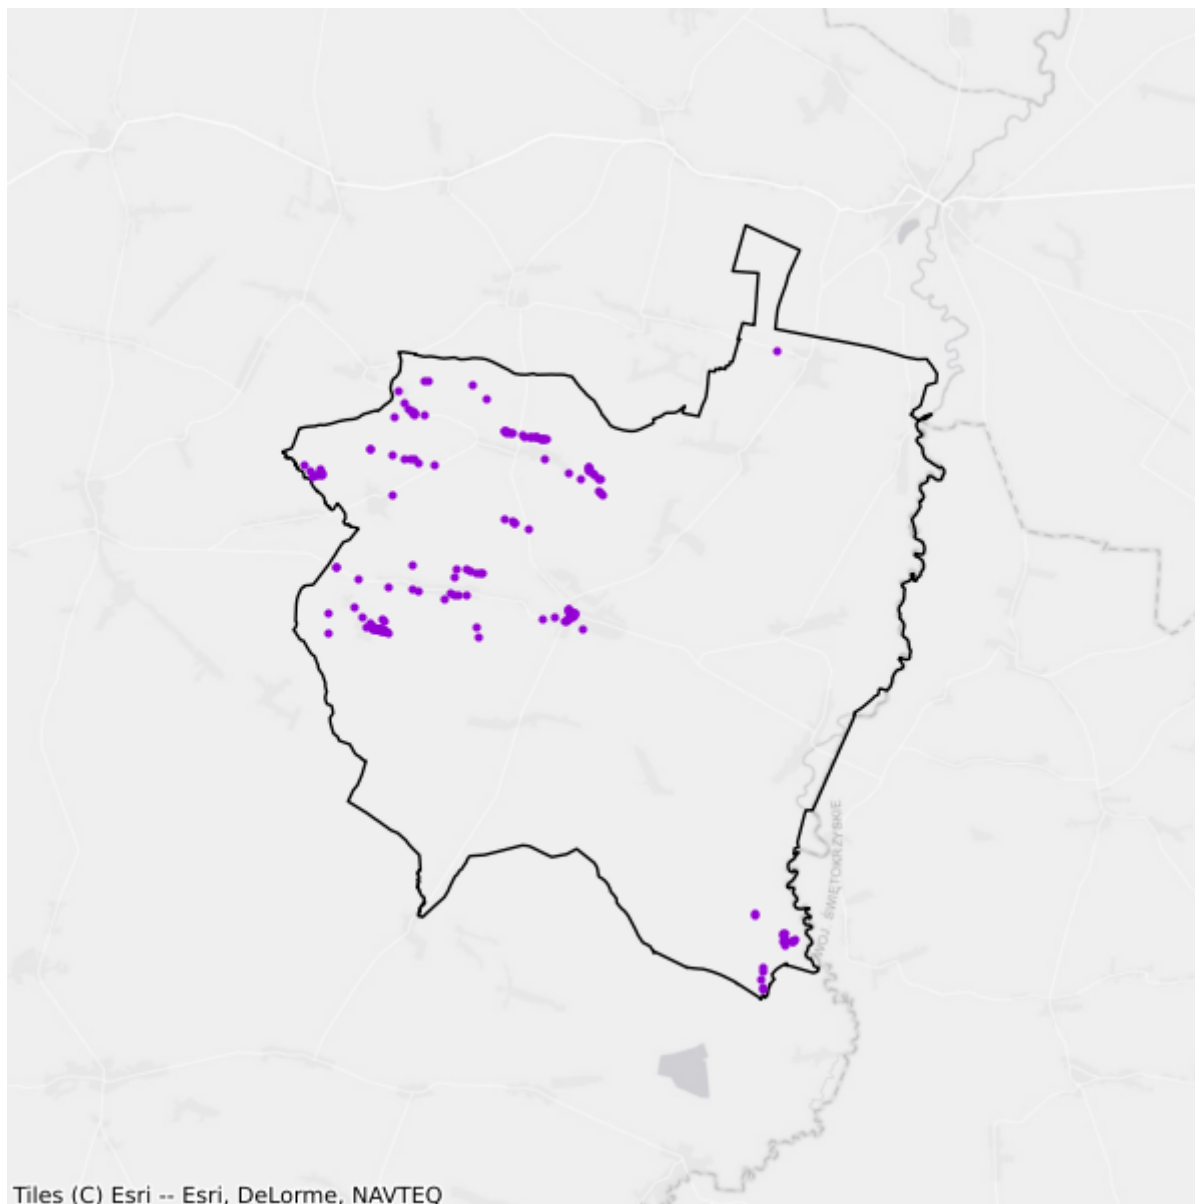 WOJ. ŚWIĘTOKRZYSKIE
Tiles (C) Esri -- Esri, DeLorme, NAVTEQ